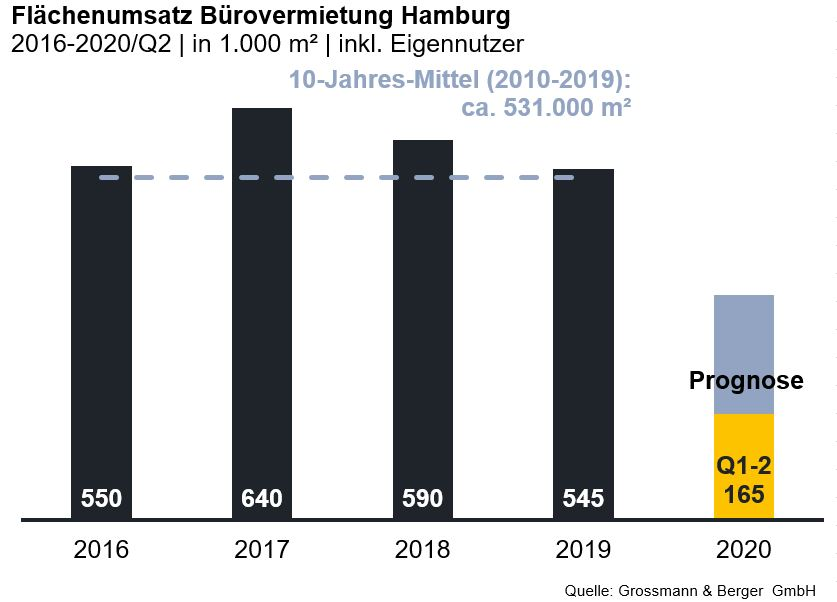 Flächenumsatz Bürovermietung Hamburg
2016-2020/Q2 | in 1.000 m² | inkl. Eigennutzer
10-Jahres-Mittel (2010-2019):
ca. 531.000 m²
Prognose
Q1-2
550 640 590 545 165
2016 2017 2018 2019 2020
Quelle: Grossmann & Berger GmbH